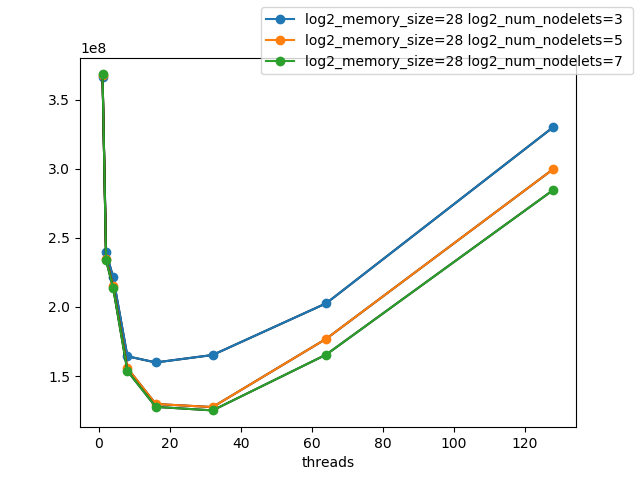 log2_memory_size=28 log2_num_nodelets=3
log2_memory_size=28 log2_num_nodelets=5
log2_memory_size=28 log2_num_nodelets=7
1e8
3.5
3.0
2.5
2.0
1.5
0 20 40 60 80 100 120
threads